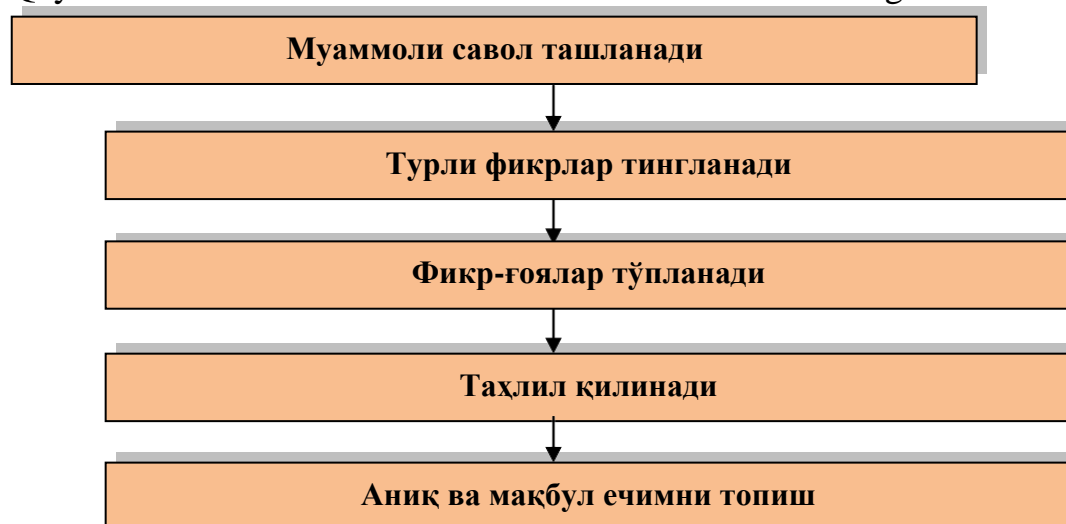 Муаммоли савол ташланади
Турли фикрлар тингланади
Фикр-ғоялар тўпланади
Таҳлил қилинади
Аниқ ва мақбул ечимни топиш